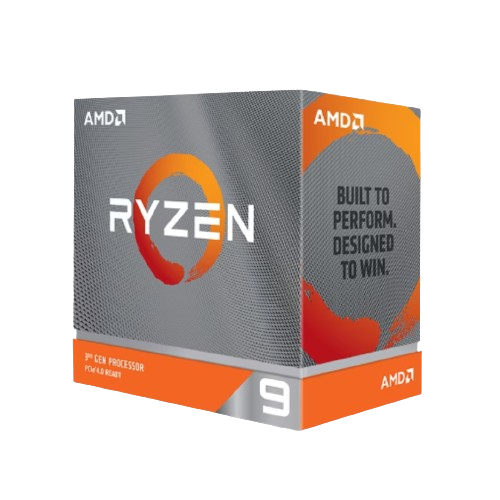 AMD
RYZEN
3rd GEN PROCESSOR
PCIe® 4.0 READY
9
AMD
BUILT TO
PERFORM.
DESIGNED
TO WIN.
AMD